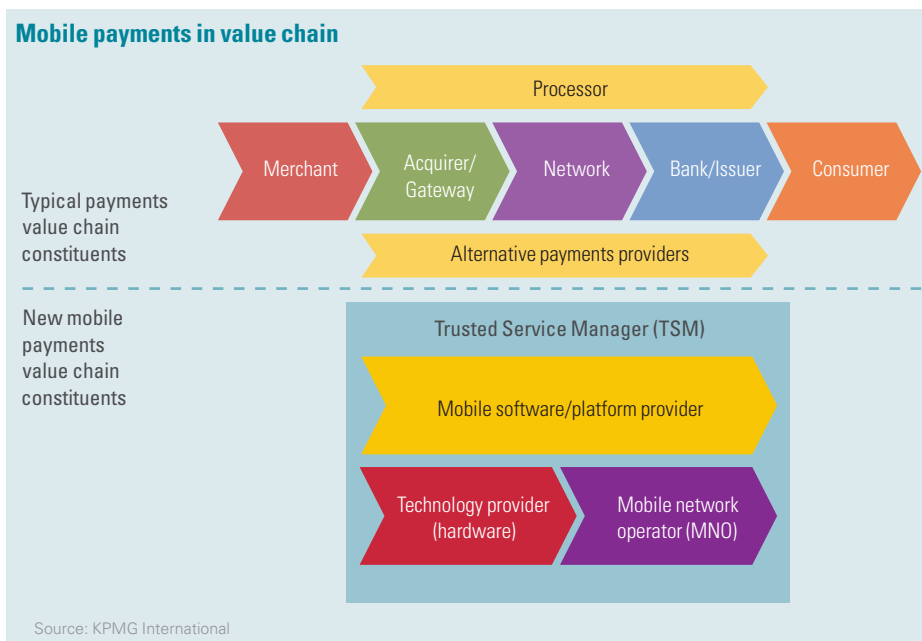 Mobile payments in value chain
Processor
Merchant
Acquirer/
Gateway
Network
Bank/Issuer
Consumer
Typical payments
value chain
constituents
Alternative payments providers
New mobile
payments
value chain
constituents
Trusted Service Manager (TSM)
Mobile software/platform provider
Technology provider
(hardware)
Mobile network
operator (MNO)
Source: KPMG International